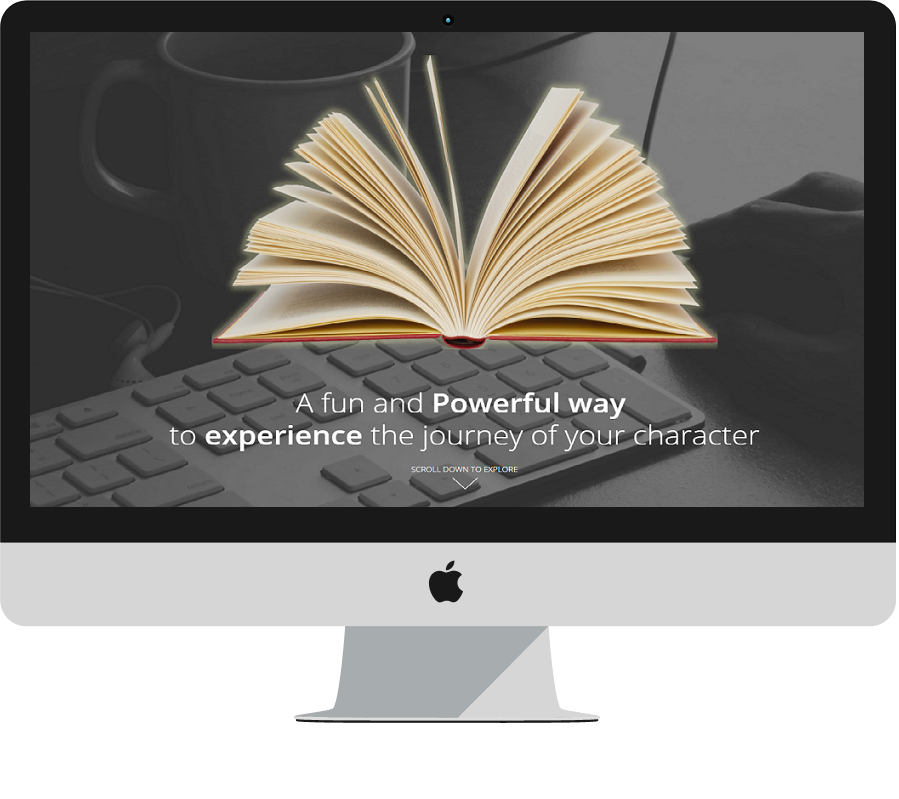 A fun and Powerful way
to experience the journey of your character
SCROLL DOWN TO EXPLORE